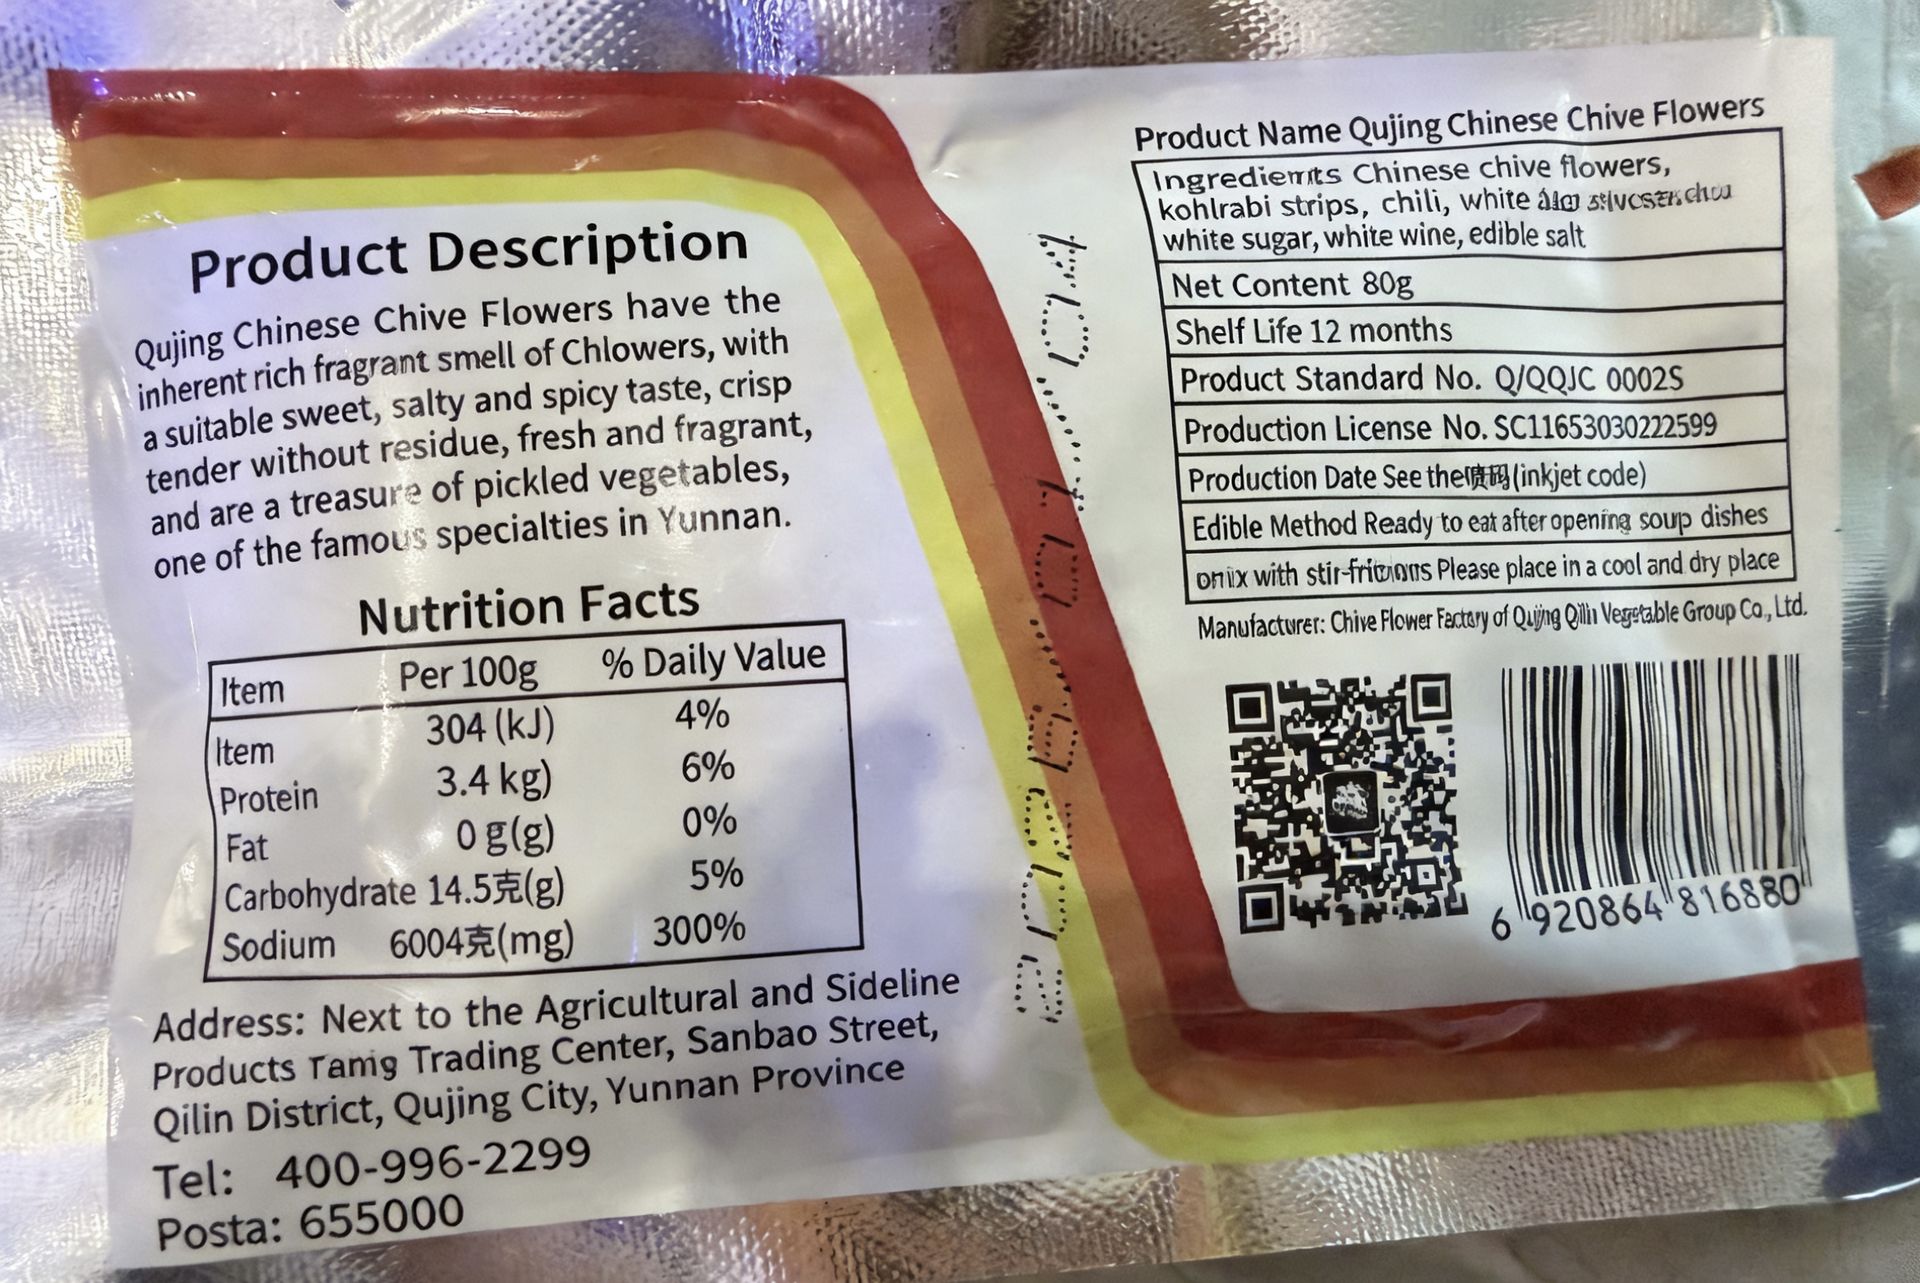 Product Description
Qujing Chinese Chive Flowers have the
inherent rich fragrant smell of Chlowers, with
a suitable sweet, salty and spicy taste, crisp
tender without residue, fresh and fragrant,
and are a treasure of pickled vegetables,
one of the famous specialties in Yunnan.
Nutrition Facts
Item Per 100g % Daily Value
Item 304 (kJ) 4%
Protein 3.4 kg) 6%
Fat 0 g(g) 0%
Carbohydrate 14.5克(g) 5%
Sodium 6004克(mg) 300%
Address: Next to the Agricultural and Sideline
Products Tamg Trading Center, Sanbao Street,
Qilin District, Qujing City, Yunnan Province
Tel: 400-996-2299
Posta: 655000
Product Name Qujing Chinese Chive Flowers
Chinese chive flowers,
kohlrabi strips, chili, white
white sugar, white wine, edible salt
Net Content 80g
Shelf Life 12 months
Product Standard No. Q/QQJC 0002S
Production License No. SC11653030222599
Production Date See the喷码(inkjet code)
Edible Method Ready to eat after opening soup dishes
with Please place in a cool and dry place
Manufacturer: Chive Flower Factory of Qujing Qilin Vegetable Group Co., Ltd.
6 920864 816880